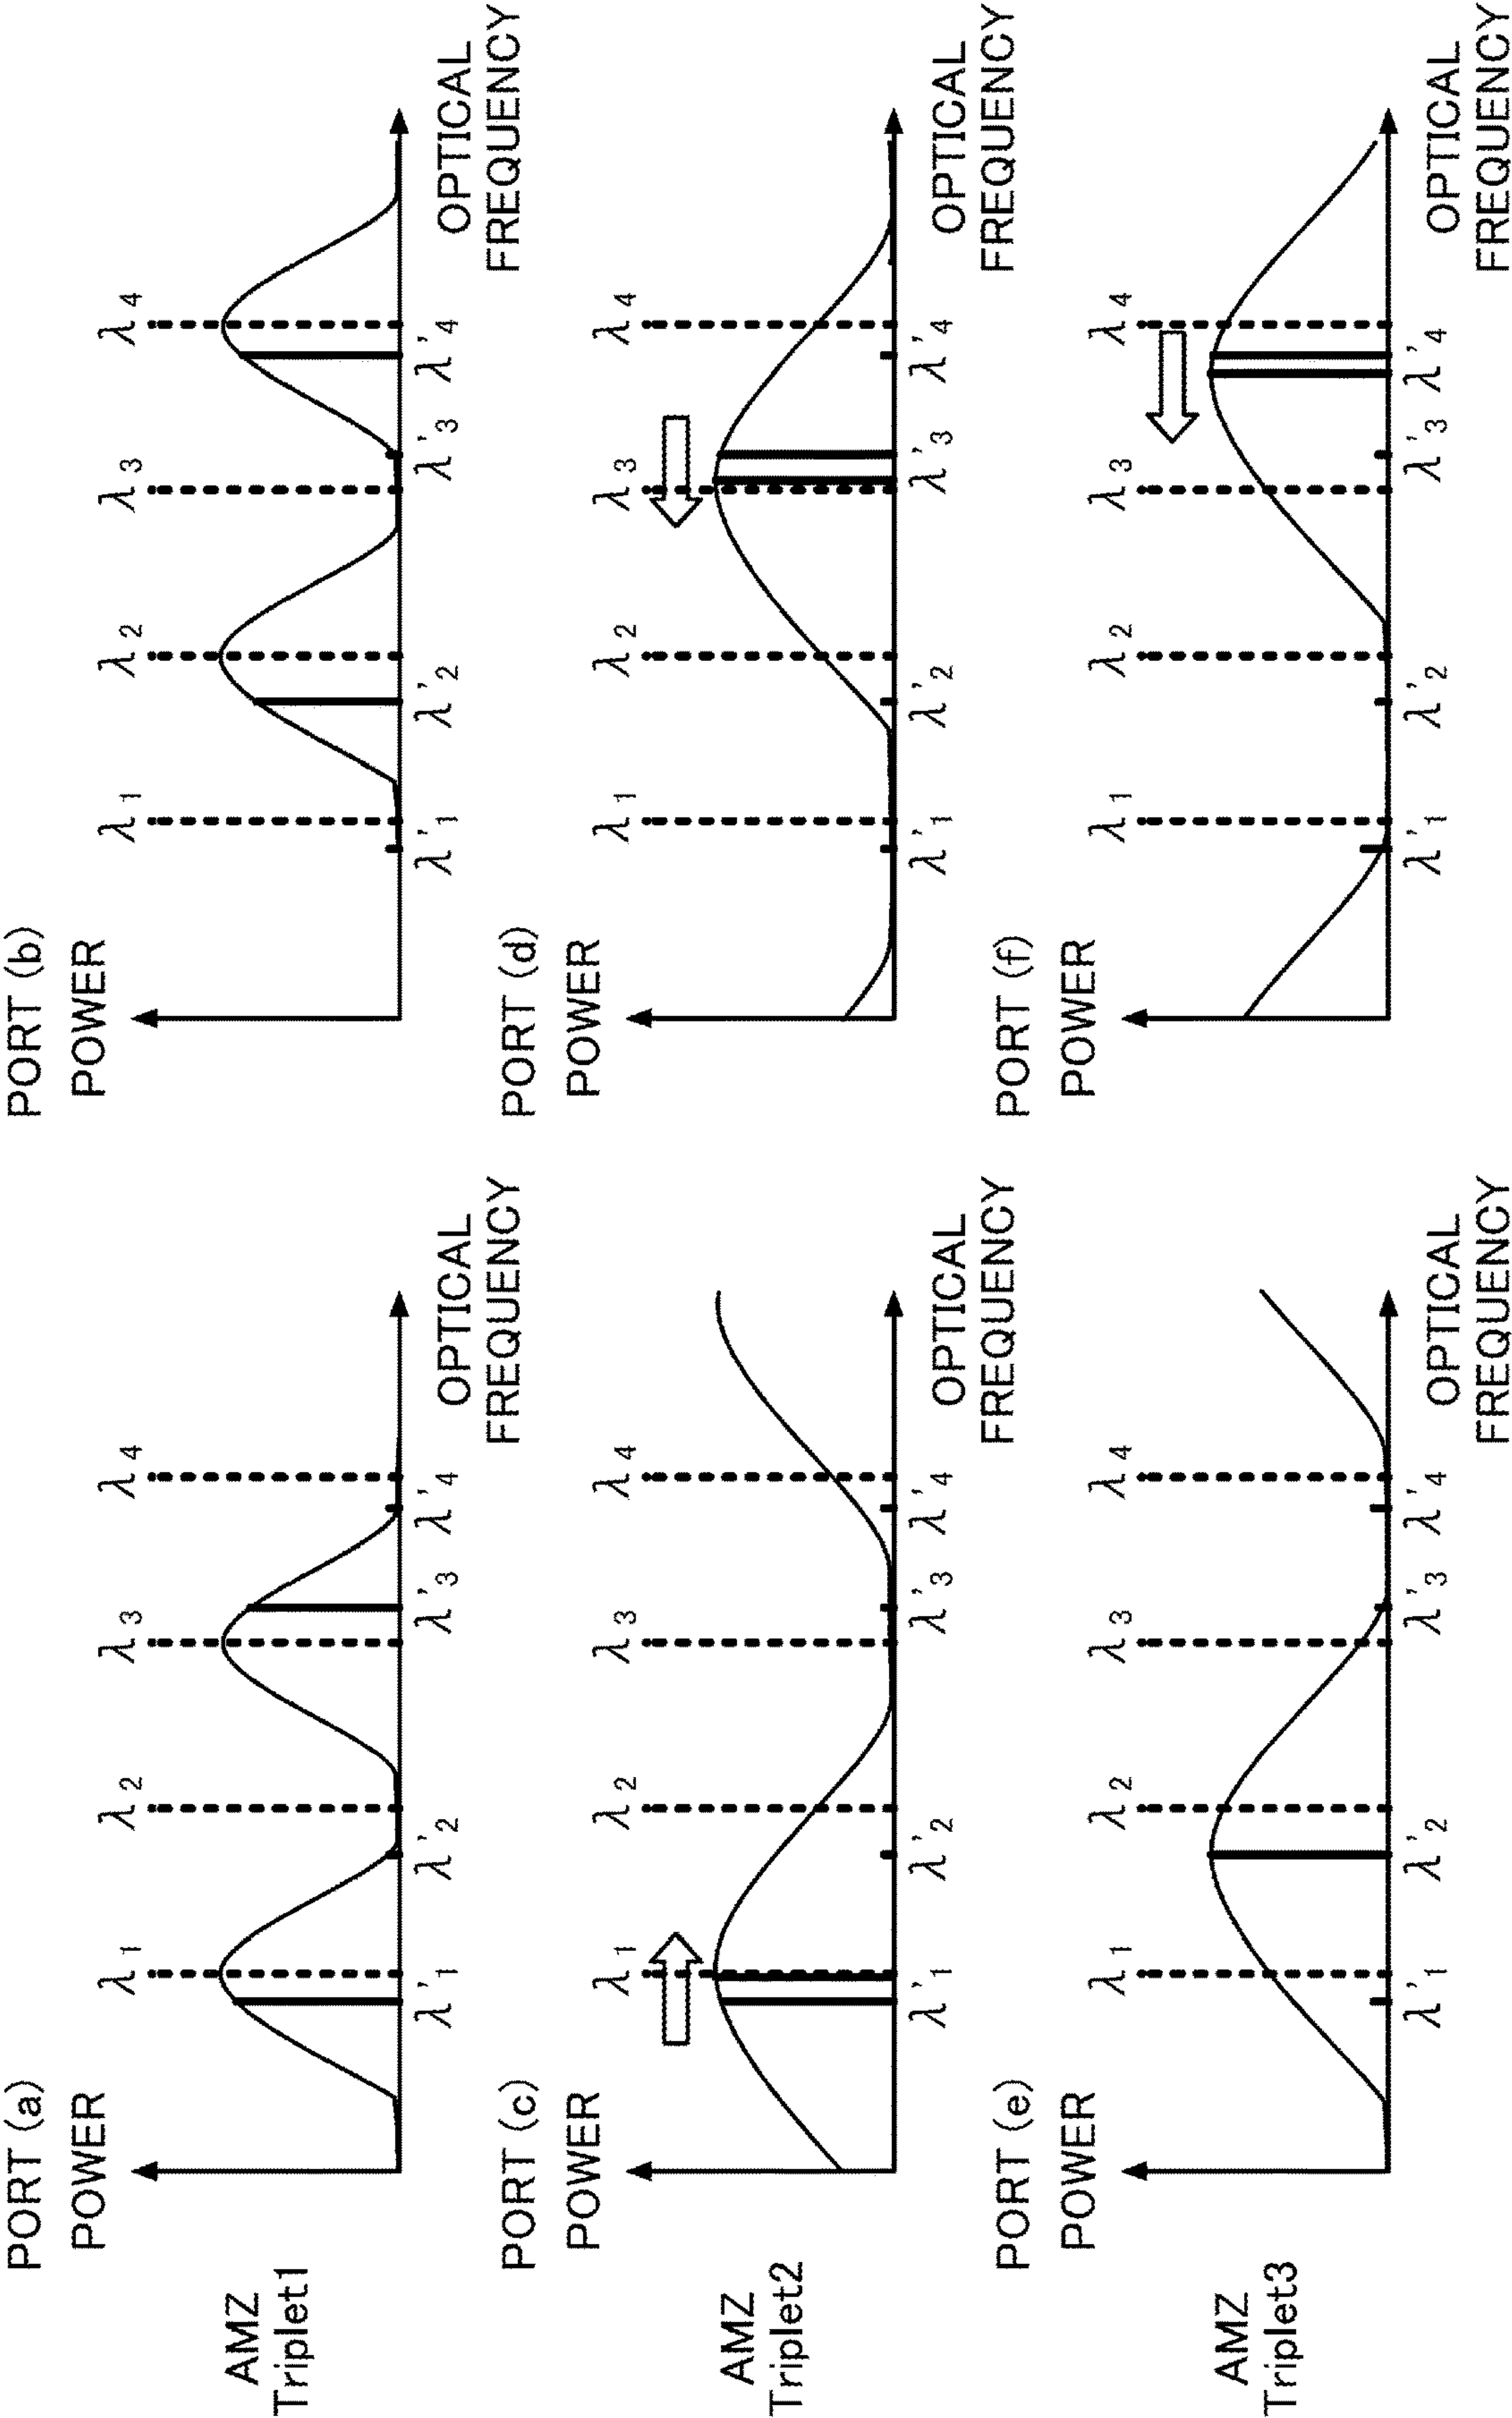 AMZ
Triplet1
PORT (a)
POWER
λ1 λ2 λ3 λ4
λ'1 λ'2 λ'3 λ'4
OPTICAL
FREQUENCY
PORT (b)
POWER
λ1 λ2 λ3 λ4
λ'1 λ'2 λ'3 λ'4
OPTICAL
FREQUENCY
AMZ
Triplet2
PORT (c)
POWER
λ1 λ2 λ3 λ4
λ'1 λ'2 λ'3 λ'4
OPTICAL
FREQUENCY
PORT (d)
POWER
λ1 λ2 λ3 λ4
λ'1 λ'2 λ'3 λ'4
OPTICAL
FREQUENCY
AMZ
Triplet3
PORT (e)
POWER
λ1 λ2 λ3 λ4
λ'1 λ'2 λ'3 λ'4
OPTICAL
FREQUENCY
PORT (f)
POWER
λ1 λ2 λ3 λ4
λ'1 λ'2 λ'3 λ'4
OPTICAL
FREQUENCY